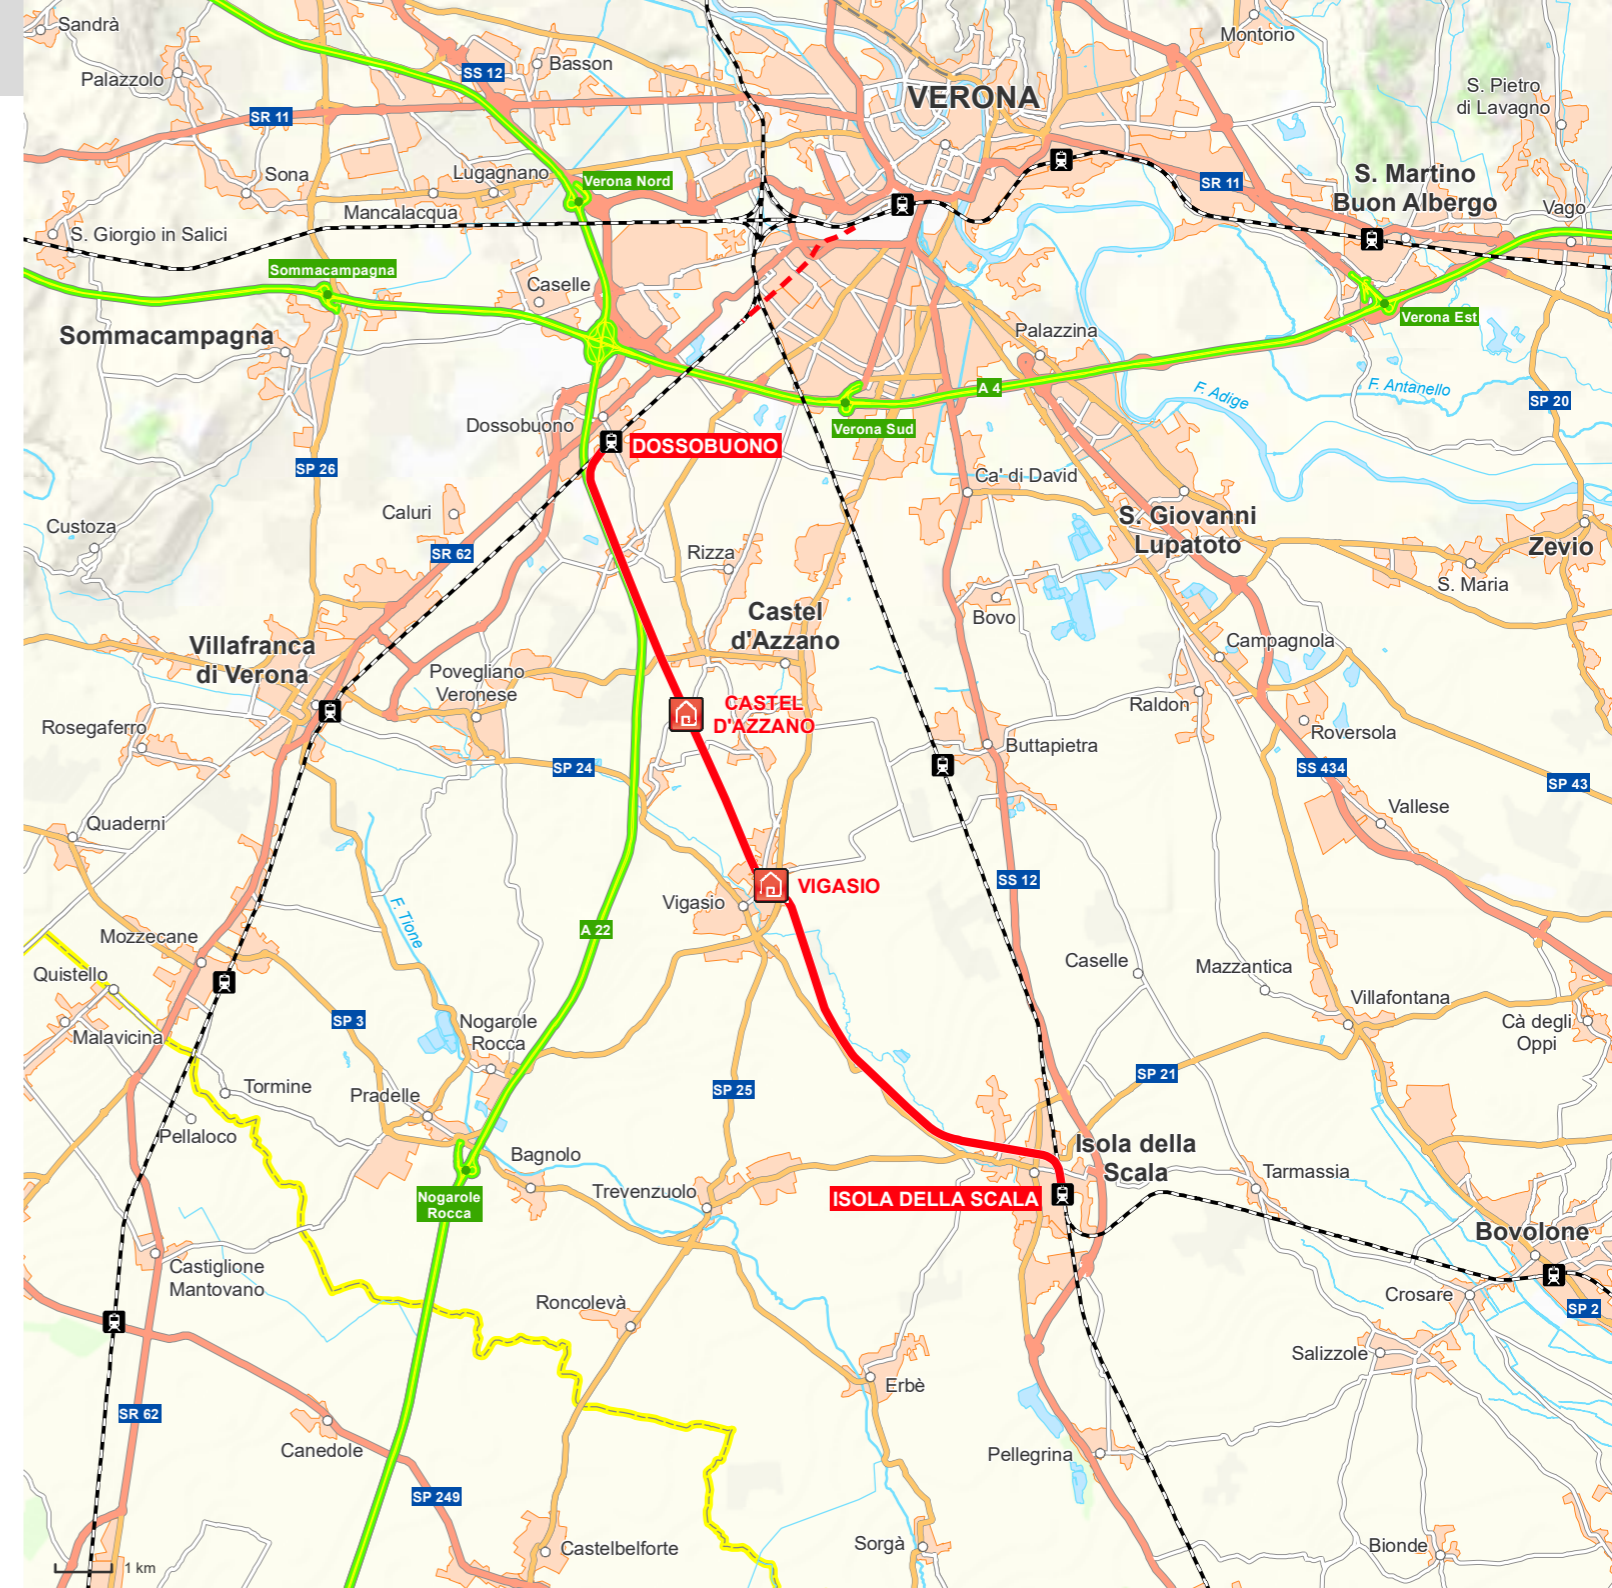 Sandrà
Palazzolo
SS 12
Basson
VERONA
Montorio
S. Pietro
di Lavagno
SR 11
Sona
Lugagnano
Verona Nord
Mancalacqua
SR 11
S. Martino
Buon Albergo
Vago
S. Giorgio in Salici
Sommacampagna
Caselle
Sommacampagna
Palazzina
Verona Est
A 4
F. Adige
F. Antanello
SP 20
Dossobuono
DOSSOBUONO
Verona Sud
SP 26
Ca' di David
Caluri
Custoza
SR 62
Rizza
S. Giovanni
Lupatoto
Zevio
S. Maria
Castel
d'Azzano
Bovo
Campagnola
Villafranca
di Verona
Povegliano
Veronese
CASTEL
D'AZZANO
Raldon
Rosegaferro
Roversola
Buttapietra
SP 24
SS 434
SP 43
Quaderni
Vallese
VIGASIO
SS 12
Vigasio
F. Tione
A 22
Mozzecane
Quistello
Caselle
Mazzantica
Villafontana
Malavicina
SP 3
Nogarole
Rocca
Cà degli
Oppi
Tormine
Pradelle
SP 25
SP 21
Pellaloco
Bagnolo
Isola della
Scala
Tarmassia
Trevenzuolo
ISOLA DELLA SCALA
Nogarole
Rocca
Bovolone
Castiglione
Mantovano
Roncolevà
Crosare
SP 2
Salizzole
Erbè
SR 62
Canedole
Pellegrina
SP 249
Castelbelforte
Sorgà
Bionde
1 km